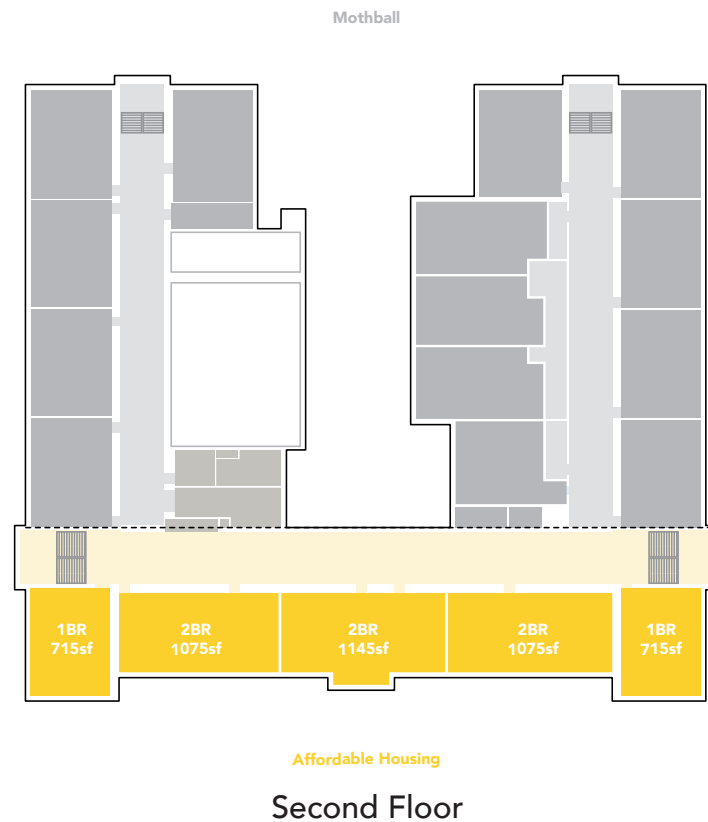 Mothball
1BR
715sf
2BR
1075sf
2BR
1145sf
2BR
1075sf
1BR
715sf
Affordable Housing
Second Floor